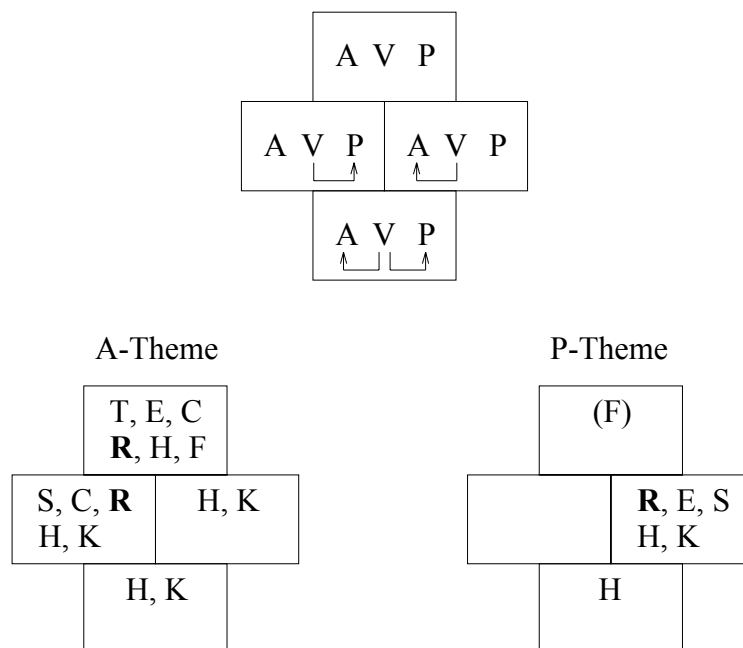 A V P
A V P A V P
A V P
A-Theme P-Theme
T, E, C (F)
R, H, F
S, C, R H, K R, E, S
H, K H, K
H, K H